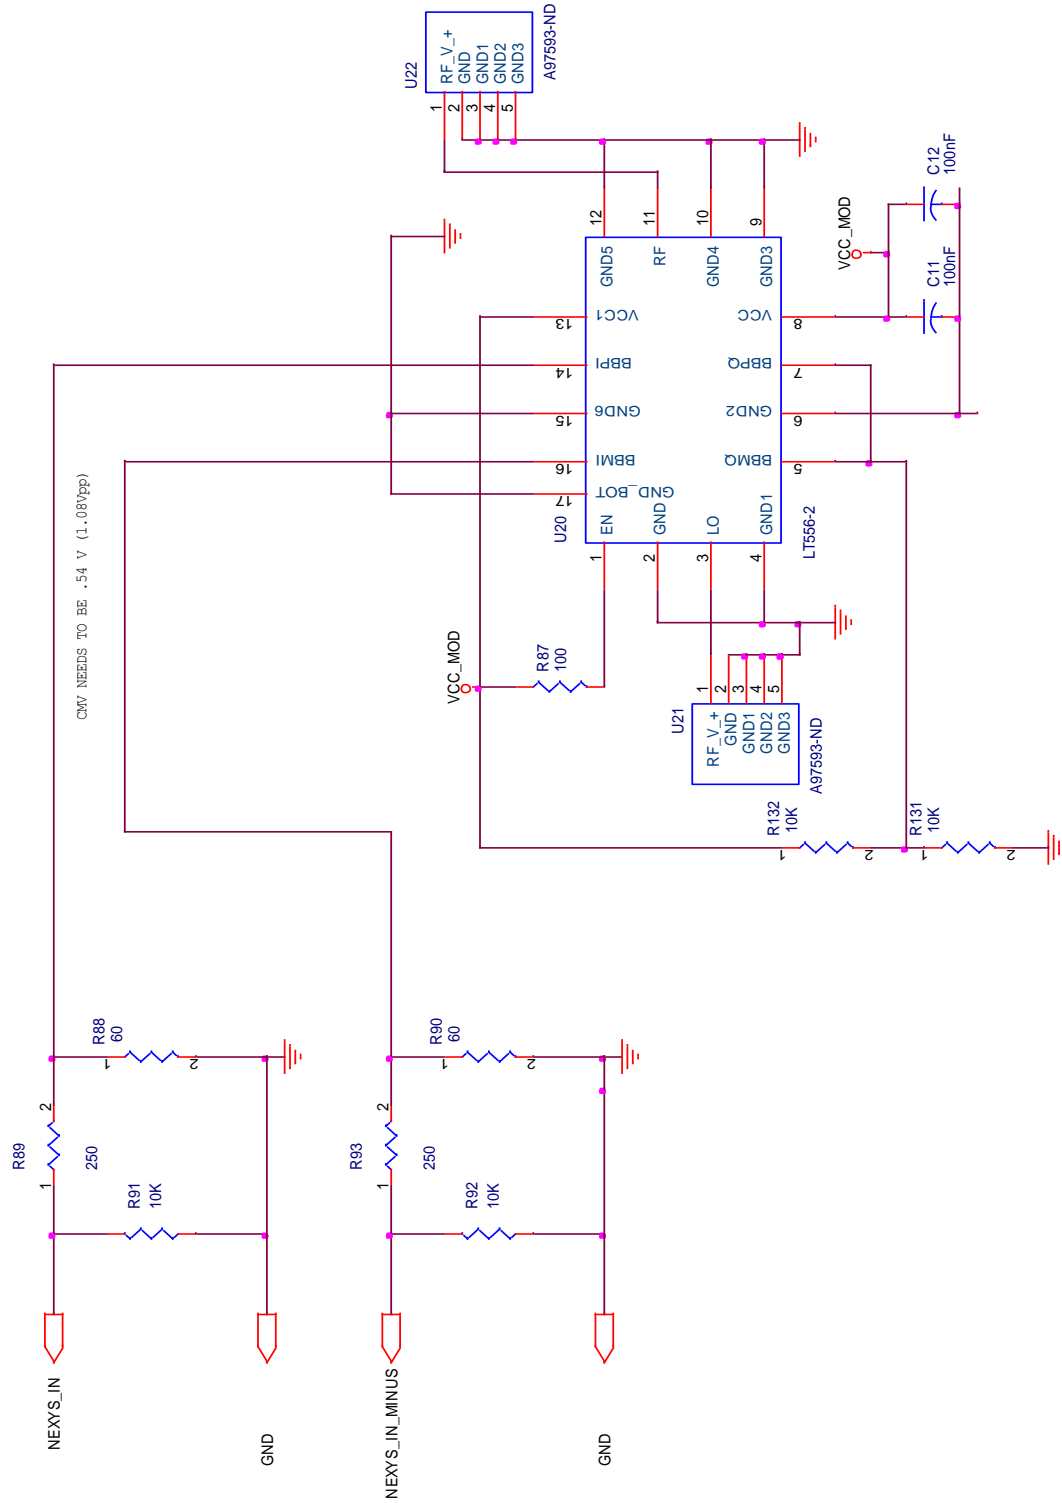 CMV NEEDS TO BE .54 V (1.08Vpp)
NEXYS_IN
GND
NEXYS_IN_MINUS
GND
R89
250
1
2
R91
10K
R88
60
1
2
R93
250
1
2
R92
10K
R90
60
1
2
VCC_MOD
R87
100
U21
RF_V_+
GND
GND1
GND2
GND3
1
2
3
4
5
A97593-ND
R132
10K
1
2
R131
10K
1
2
U20
LT556-2
EN
GND
LO
GND1
1
2
3
4
GND_BOT
BBMI
GND6
BBPI
VCC1
17
16
15
14
13
BBMQ
GND2
BBPQ
VCC
5
6
7
8
GND5
RF
GND4
GND3
12
11
10
9
U22
RF_V_+
GND
GND1
GND2
GND3
1
2
3
4
5
A97593-ND
VCC_MOD
C11
100nF
C12
100nF